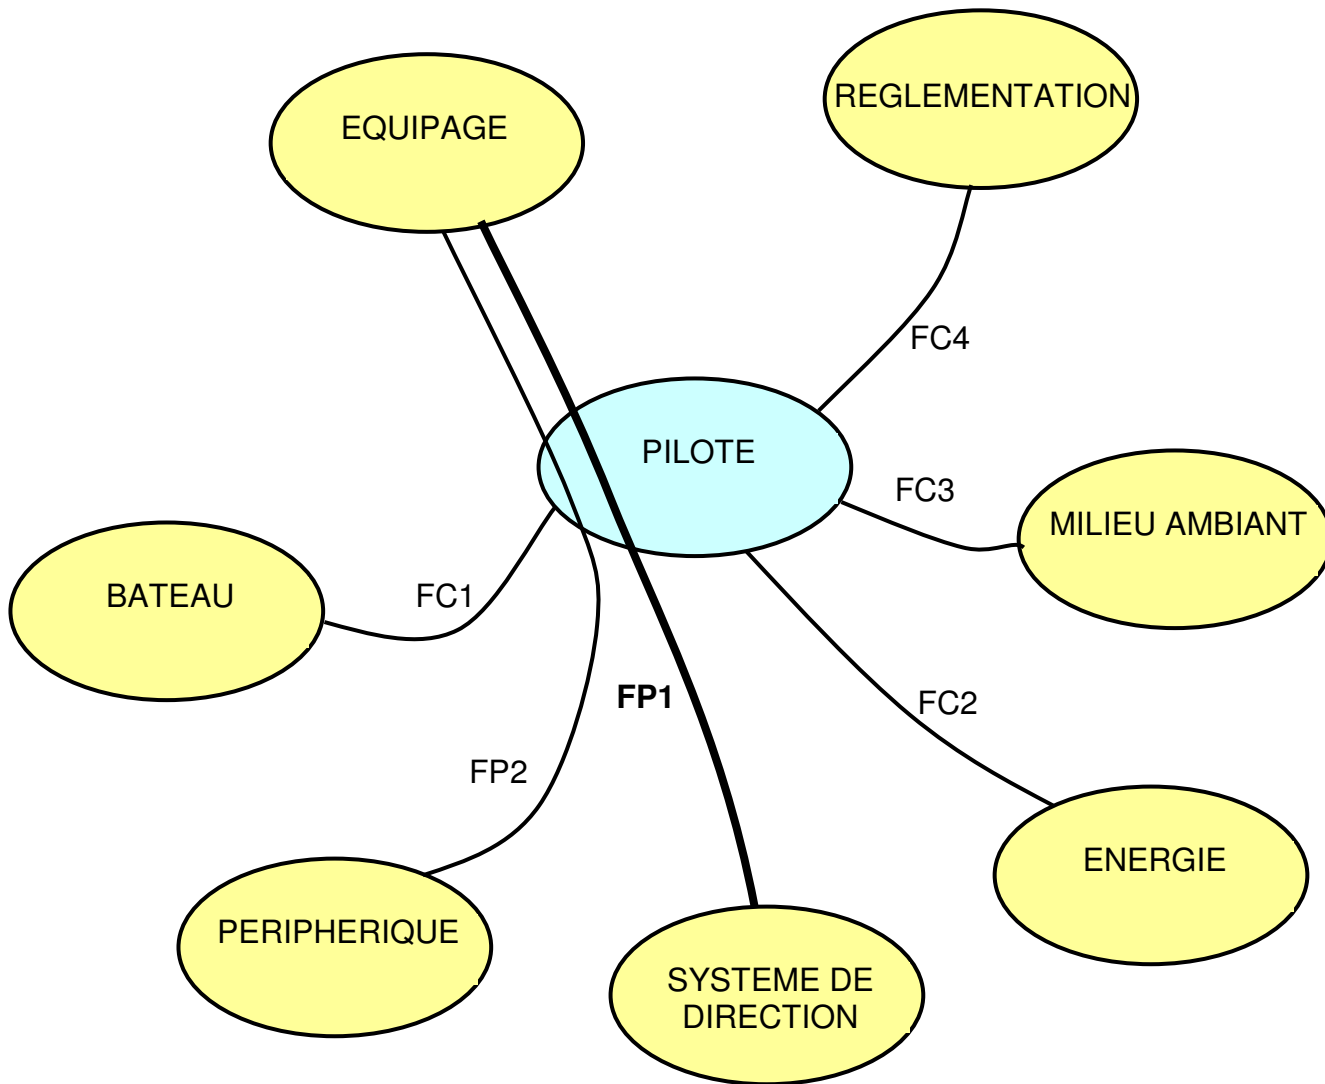 REGLEMENTATION
EQUIPAGE
FC4
PILOTE
FC3
MILIEU AMBIANT
BATEAU
FC1
FP1
FC2
FP2
ENERGIE
PERIPHERIQUE
SYSTEME DE
DIRECTION